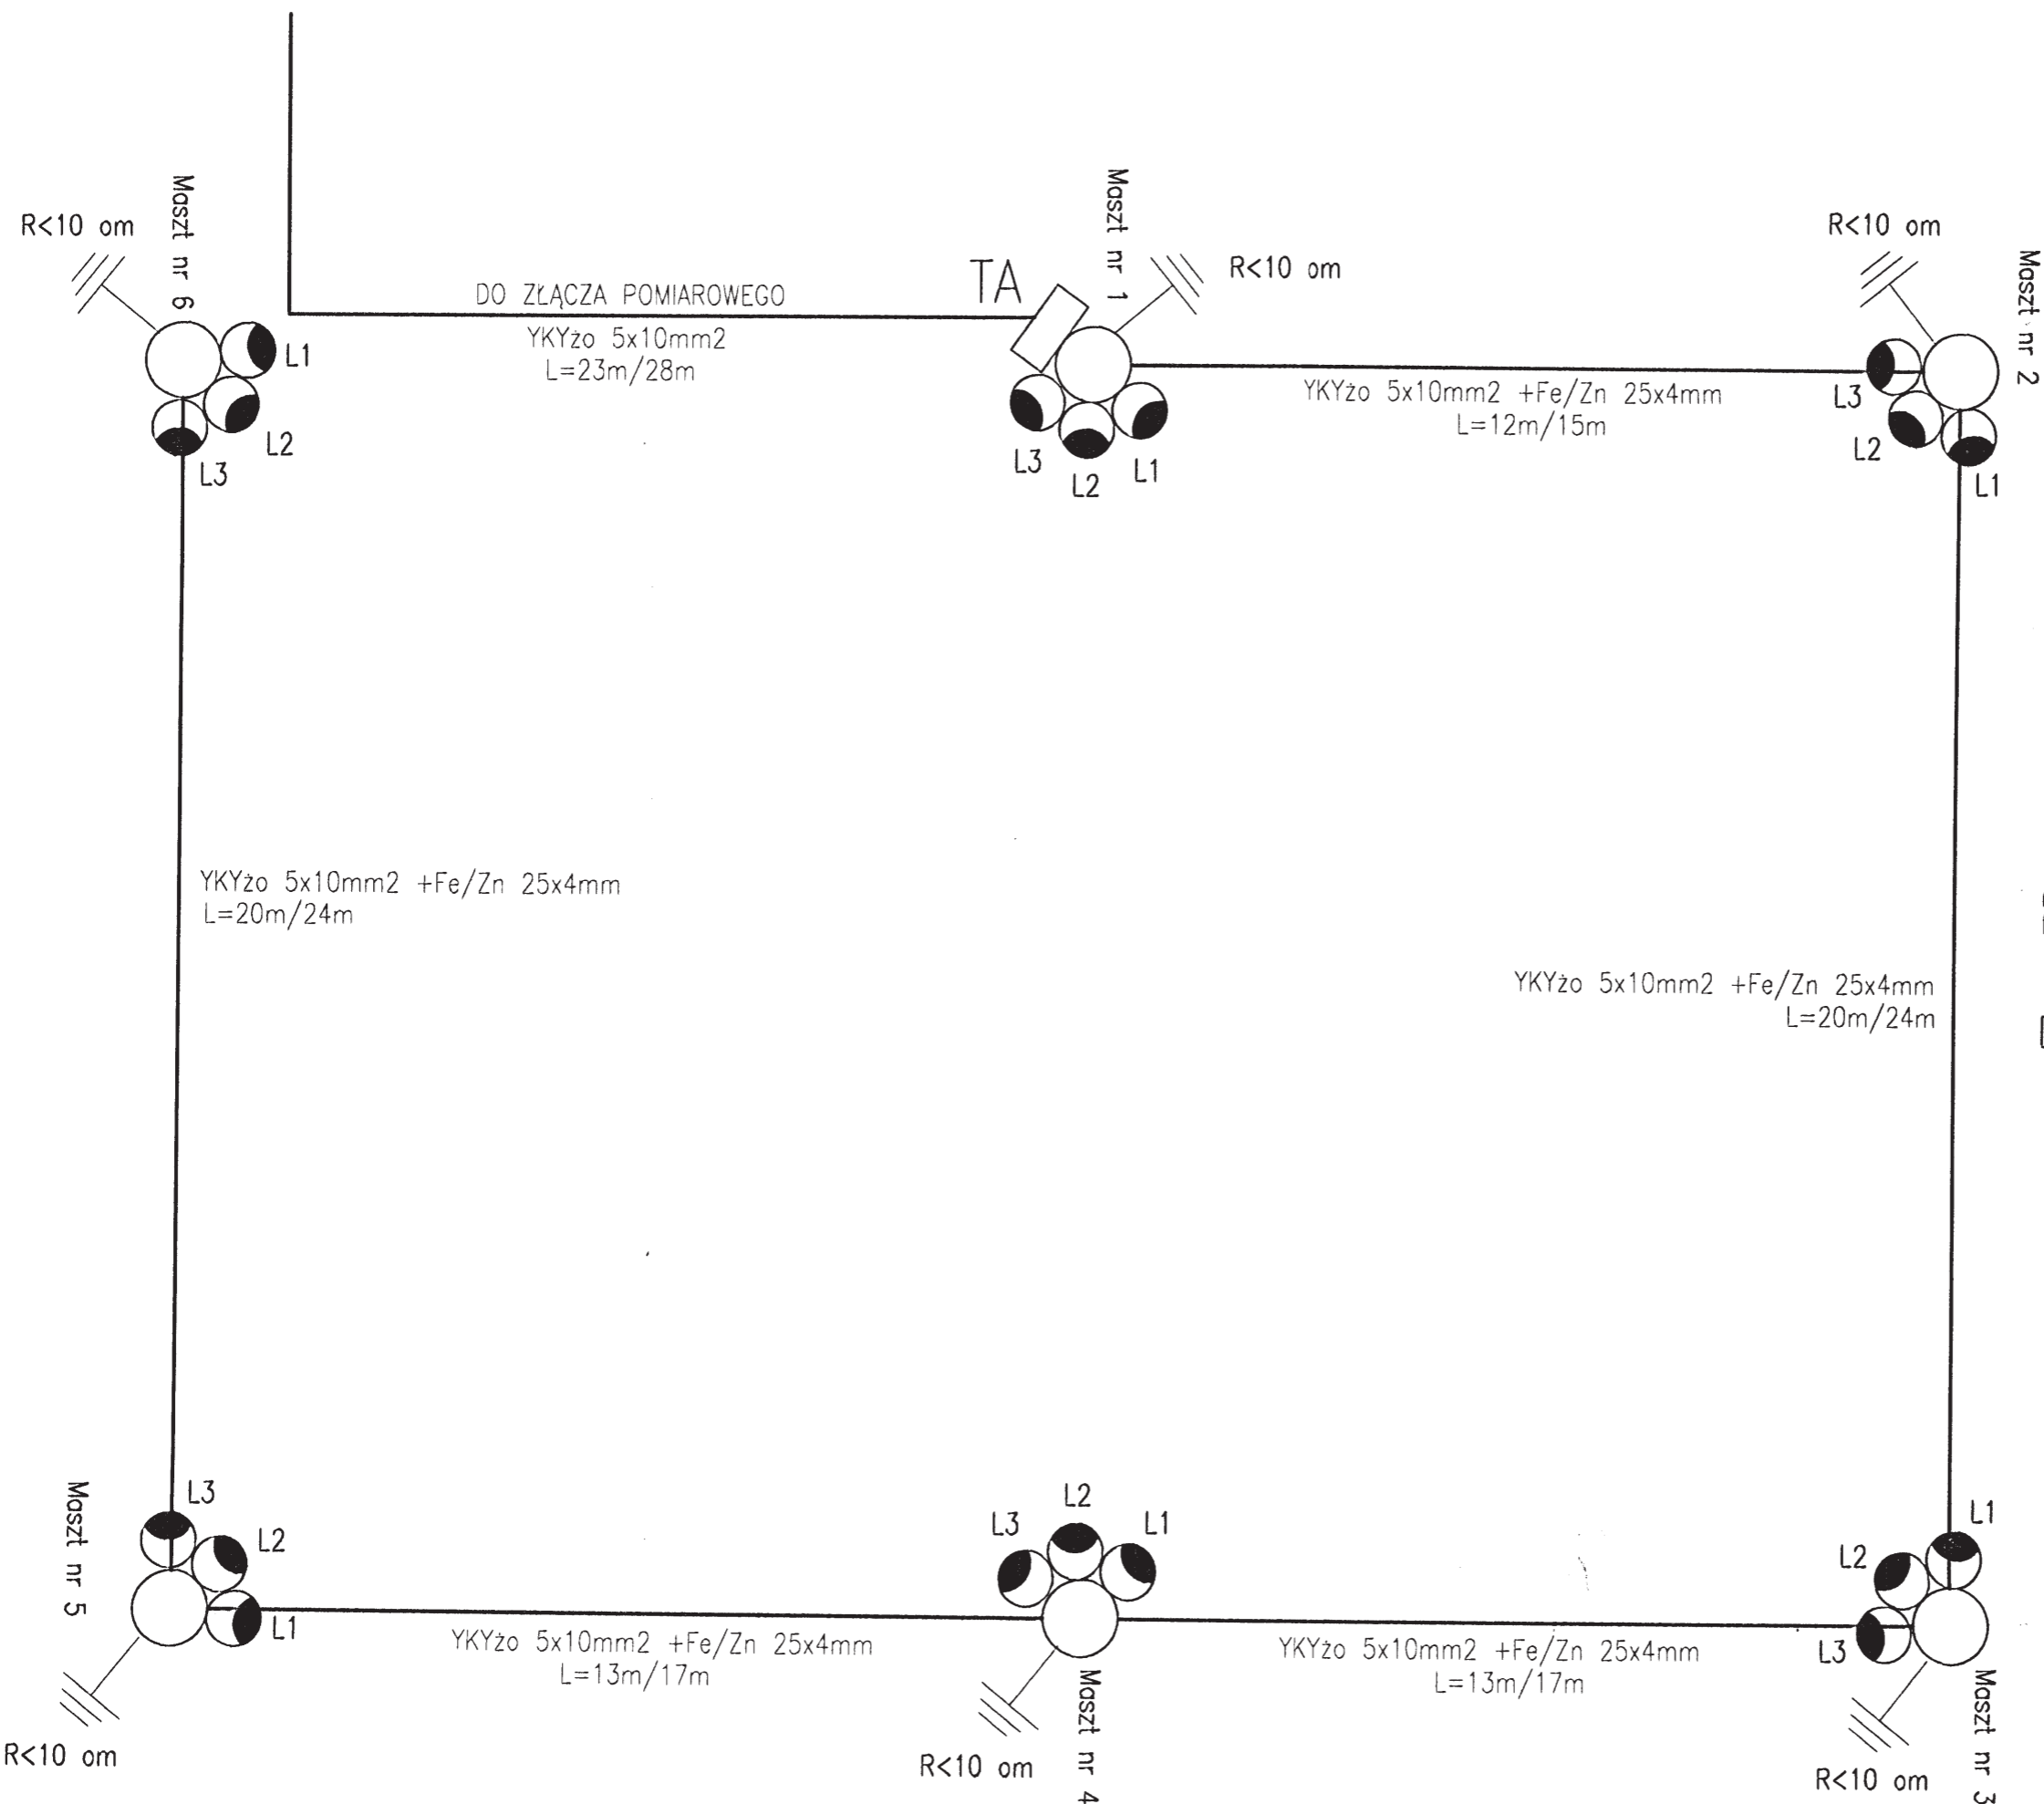 Maszt nr 6
R<10 om
L1
L2
L3
DO ZŁĄCZA POMIAROWEGO
YKYżo 5x10mm2
L=23m/28m
TA
Maszt nr 1
R<10 om
L3
L2
L1
YKYżo 5x10mm2 +Fe/Zn 25x4mm
L=12m/15m
R<10 om
Maszt nr 2
L3
L2
L1
YKYżo 5x10mm2 +Fe/Zn 25x4mm
L=20m/24m
YKYżo 5x10mm2 +Fe/Zn 25x4mm
L=20m/24m
Maszt nr 5
L3
L2
L1
R<10 om
YKYżo 5x10mm2 +Fe/Zn 25x4mm
L=13m/17m
L3
L2
L1
R<10 om
Maszt nr 4
YKYżo 5x10mm2 +Fe/Zn 25x4mm
L=13m/17m
L1
L2
L3
R<10 om
Maszt nr 3